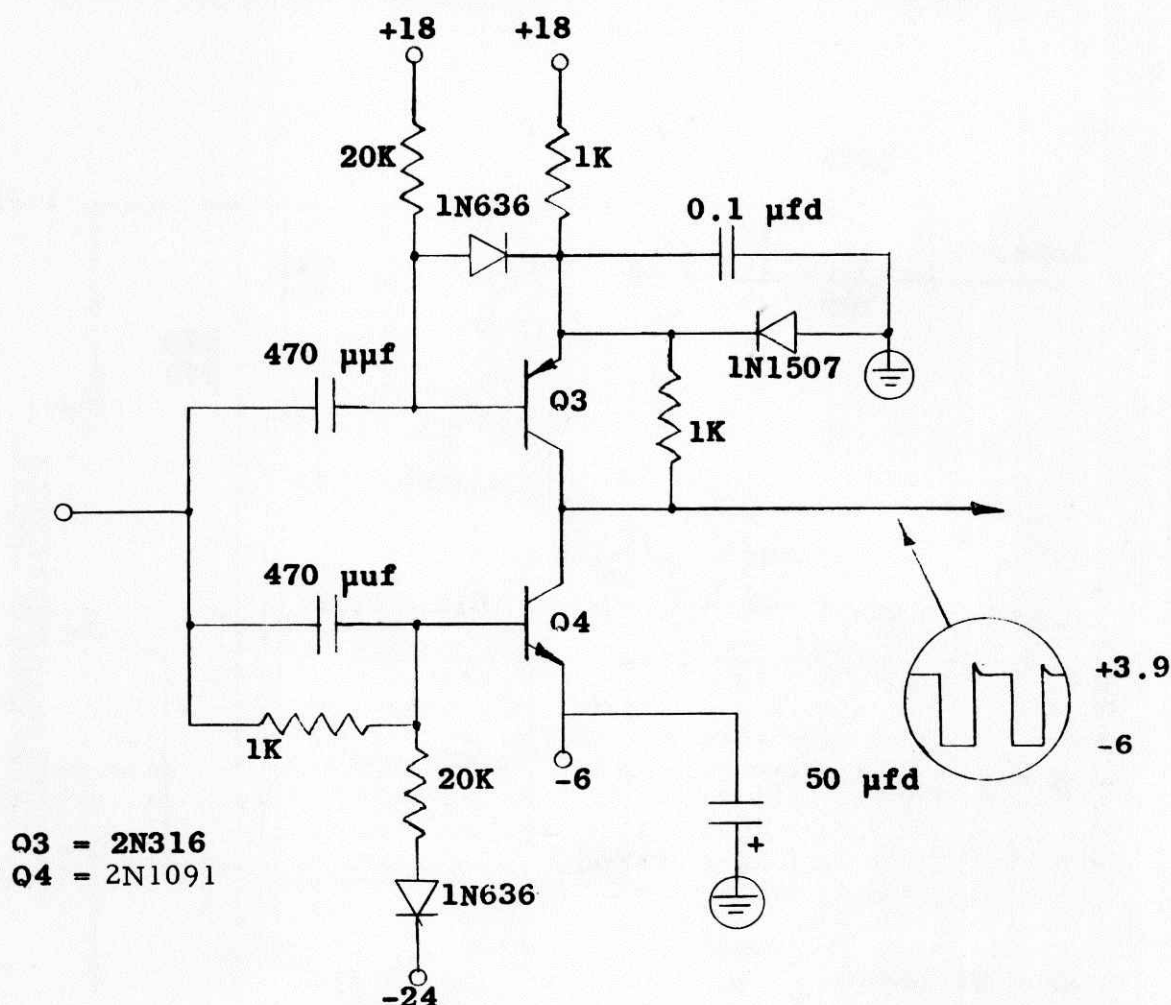 +18
+18
20K
1K
1N636
0.1 µfd
470 µµf
1N1507
Q3
1K
470 µuf
Q4
+3.9
1K
-6
20K
-6
50 µfd
+
Q3 = 2N316
Q4 = 2N1091
1N636
-24